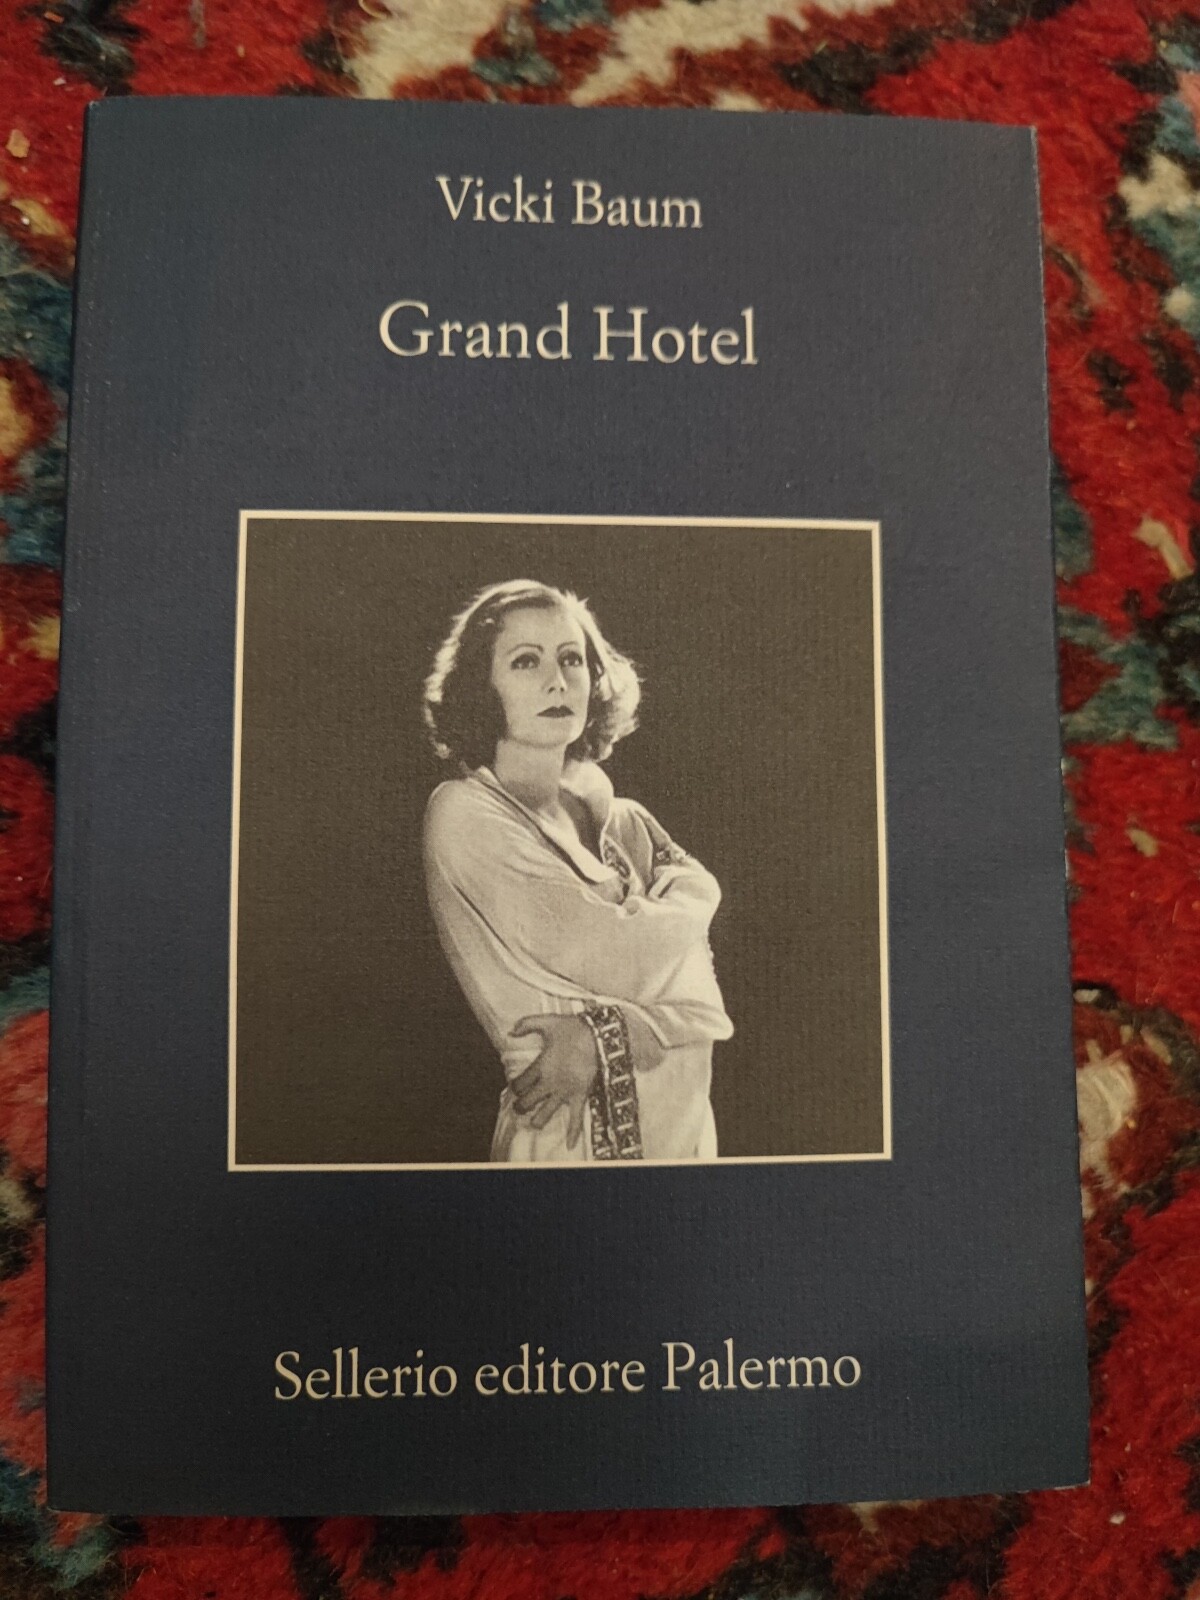 Vicki Baum
Grand Hotel
Sellerio editore Palermo